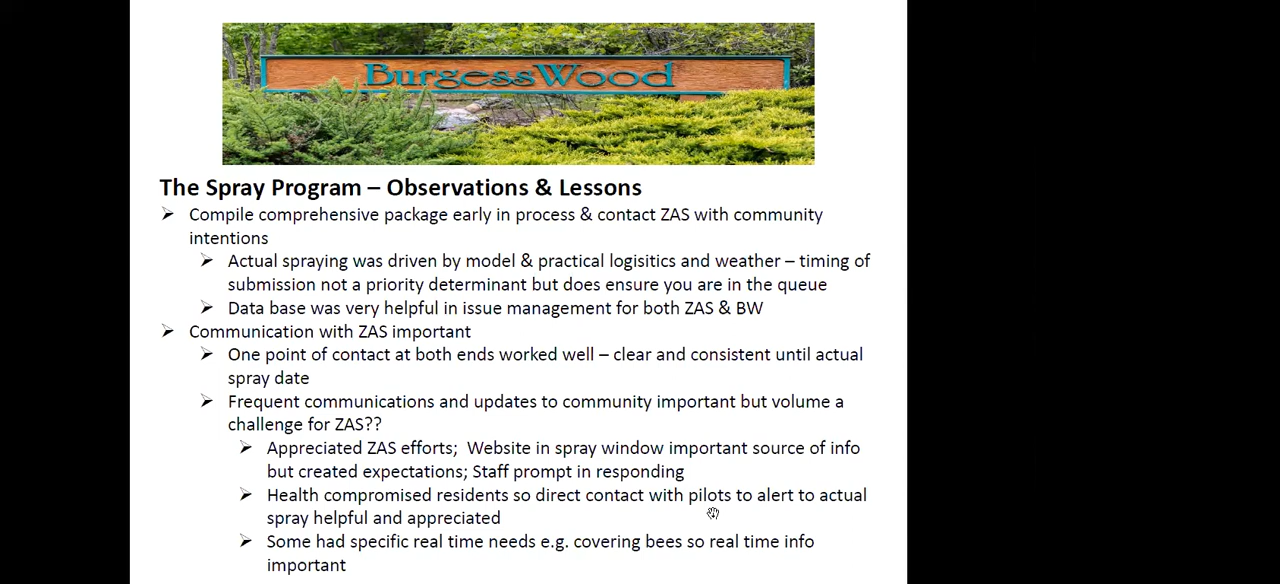 BurgessWood
The Spray Program – Observations & Lessons
Compile comprehensive package early in process & contact ZAS with community
intentions
Actual spraying was driven by model & practical logisitics and weather – timing of
submission not a priority determinant but does ensure you are in the queue
Data base was very helpful in issue management for both ZAS & BW
Communication with ZAS important
One point of contact at both ends worked well – clear and consistent until actual
spray date
Frequent communications and updates to community important but volume a
challenge for ZAS??
Appreciated ZAS efforts; Website in spray window important source of info
but created expectations; Staff prompt in responding
Health compromised residents so direct contact with pilots to alert to actual
spray helpful and appreciated
Some had specific real time needs e.g. covering bees so real time info
important